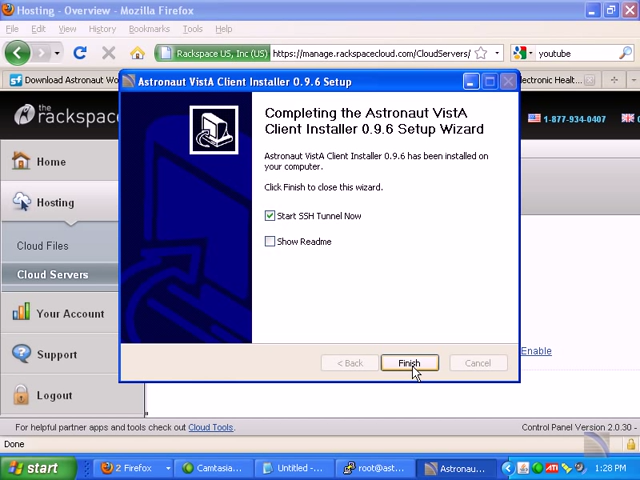 Hosting - Overview - Mozilla Firefox
File Edit View History Bookmarks Tools Help
Rackspace US, Inc (US) https://manage.rackspacecloud.com/CloudServers/ youtube
Download Astronaut Wo
Electronic Healt...
Astronaut VistA Client Installer 0.9.6 Setup
the
rackspac
1-877-934-0407
Completing the Astronaut VistA
Client Installer 0.9.6 Setup Wizard
Astronaut VistA Client Installer 0.9.6 has been installed on
your computer.
Click Finish to close this wizard.
Start SSH Tunnel Now
Show Readme
Home
Hosting
Cloud Files
Cloud Servers
Your Account
Support
Logout
Enable
< Back Finish Cancel
For helpful partner apps and tools check out Cloud Tools.
Control Panel Version 2.0.30 -
Done
start 2 Firefox Camtasia... Untitled -... root@ast... Astronau... ATI 1:28 PM